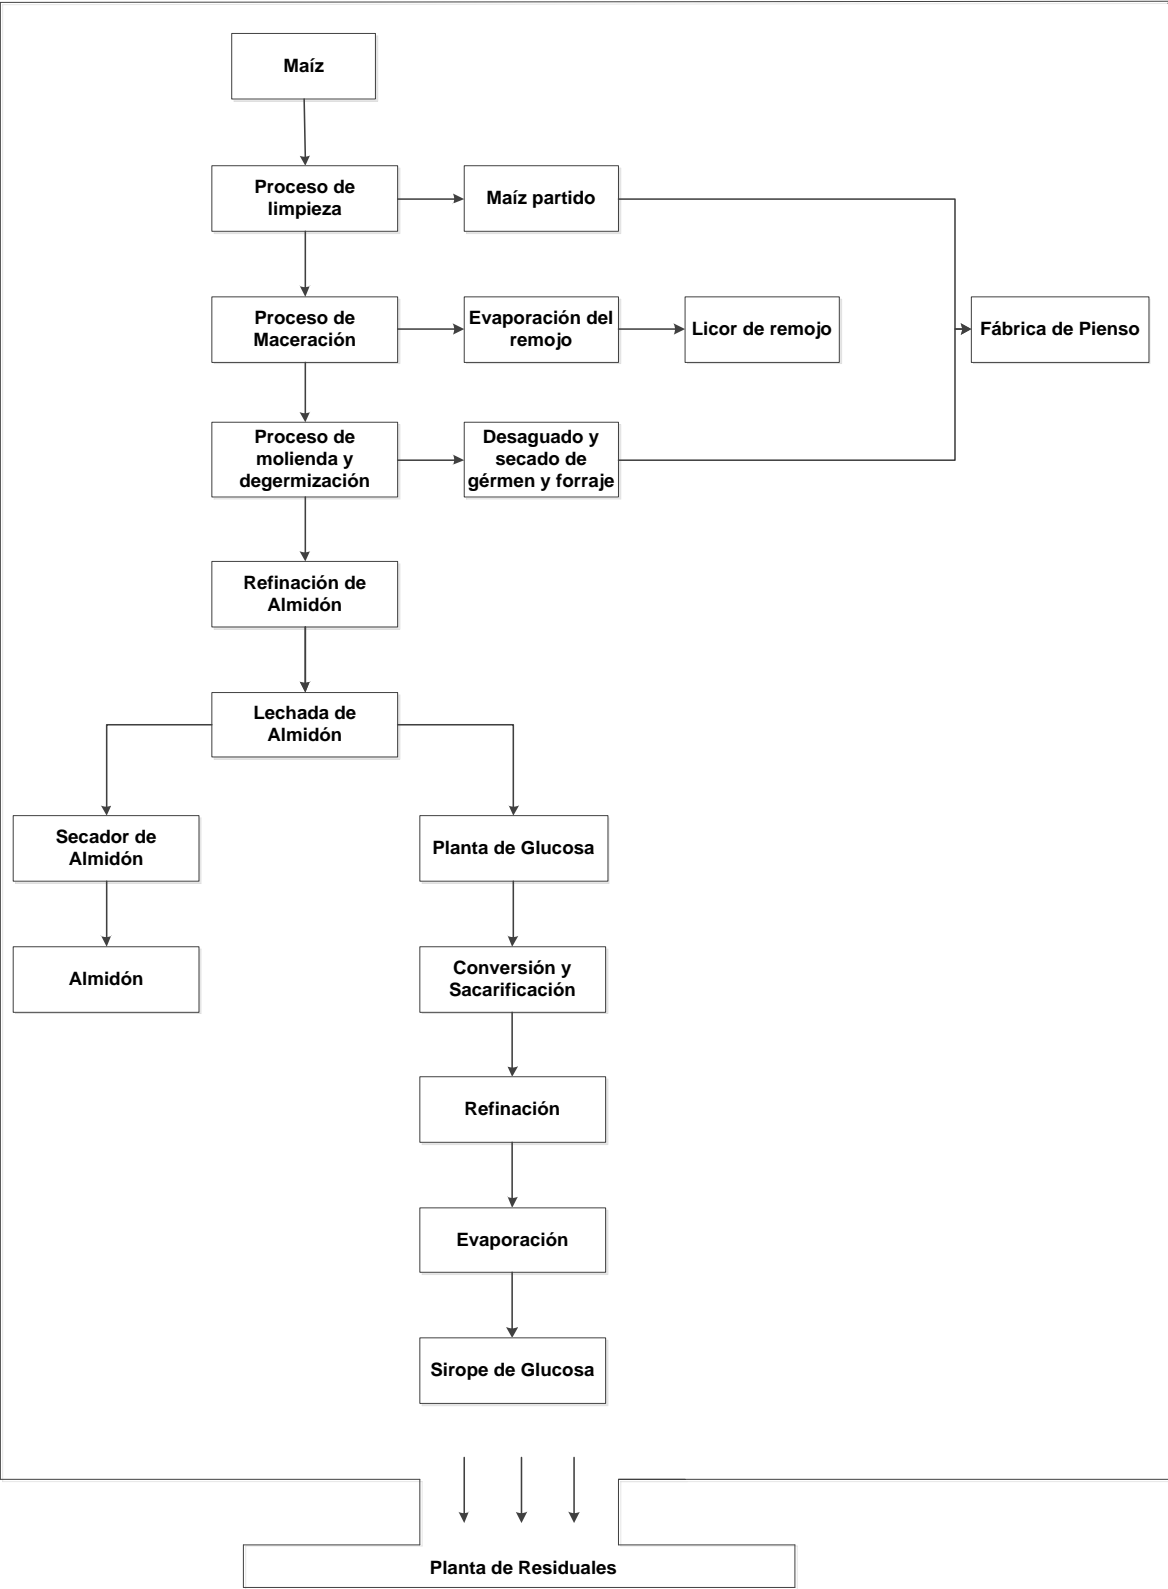 Maíz
Proceso de
limpieza
Maíz partido
Proceso de
Maceración
Evaporación del
remojo
Licor de remojo
Fábrica de Pienso
Proceso de
molienda y
degermización
Desaguado y
secado de
gérmen y forraje
Refinación de
Almidón
Lechada de
Almidón
Secador de
Almidón
Planta de Glucosa
Almidón
Conversión y
Sacarificación
Refinación
Evaporación
Sirope de Glucosa
Planta de Residuales